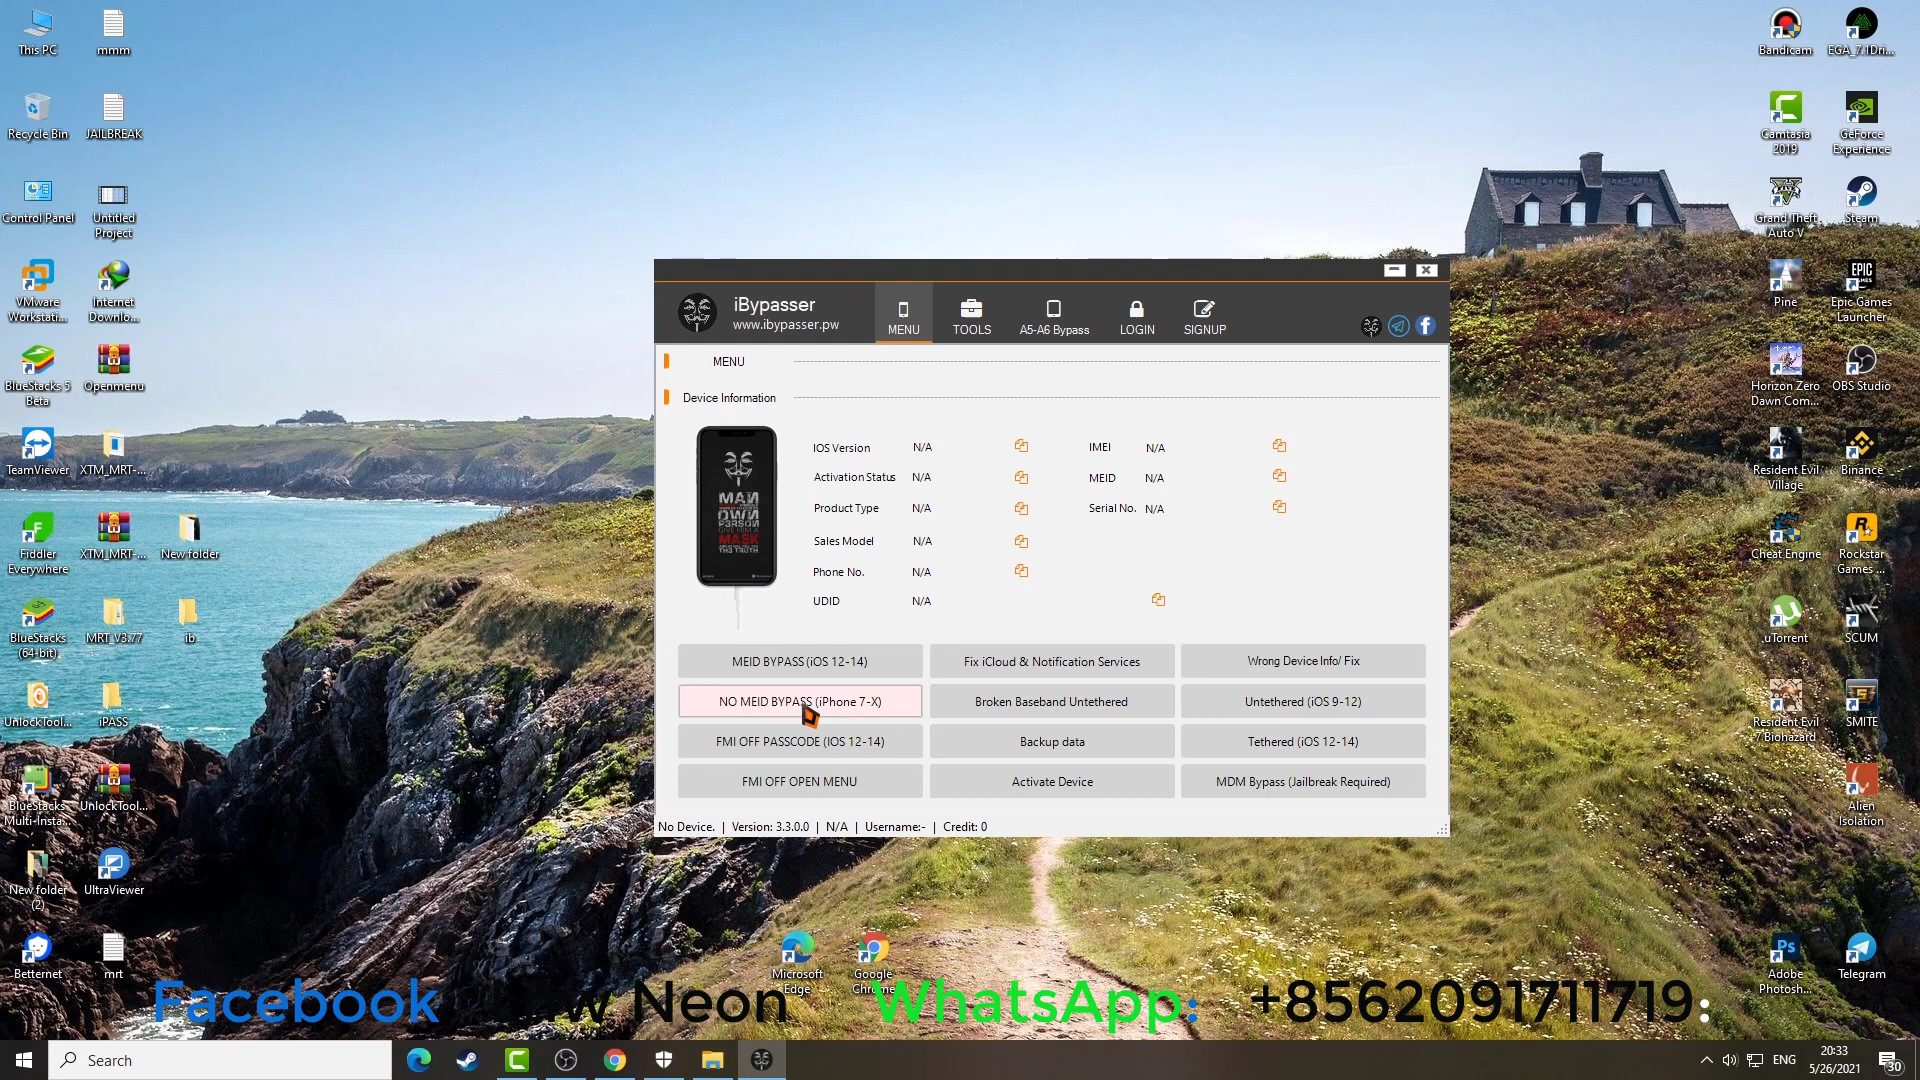 This PC
mmm
Recycle Bin
JAILBREAK
Control Panel
Untitled
Project
VMware
Workstati...
Internet
Downlo...
BlueStacks 5
Beta
Openmenu
TeamViewer
XTM_MRT-...
Fiddler
Everywhere
XTM_MRT-...
New folder
BlueStacks
(64-bit)
MRT_V3.77
ib
UnlockTool...
iPASS
BlueStacks
Multi-Insta...
UnlockTool...
New folder
(2)
UltraViewer
Betternet
mrt
Microsoft
Edge
Google
Bandicam
EGA_7.1Dri...
Camtasia
2019
GeForce
Experience
Grand Theft
Auto V
Steam
Pine
Epic Games
Launcher
Horizon Zero
Dawn Com...
OBS Studio
Resident Evil
Village
Binance
Cheat Engine
Rockstar
Games ...
uTorrent
SCUM
Resident Evil
7 Biohazard
SMITE
Alien
Isolation
Adobe
Photosh...
Telegram
iBypasser
www.ibypasser.pw
MENU
TOOLS
A5-A6 Bypass
LOGIN
SIGNUP
MENU
Device Information
MAN
OWN
P3RSON
GIVE HIM A
MASK
TH3 TRUTH
IOS Version N/A
IMEI N/A
Activation Status N/A
MEID N/A
Product Type N/A
Serial No. N/A
Sales Model N/A
Phone No. N/A
UDID N/A
MEID BYPASS (iOS 12-14)
Fix iCloud & Notification Services
Wrong Device Info/ Fix
NO MEID BYPASS (iPhone 7-X)
Broken Baseband Untethered
Untethered (iOS 9-12)
FMI OFF PASSCODE (IOS 12-14)
Backup data
Tethered (iOS 12-14)
FMI OFF OPEN MENU
Activate Device
MDM Bypass (Jailbreak Required)
No Device. | Version: 3.3.0.0 | N/A | Username:- | Credit: 0
Facebook Neon WhatsApp: +8562091711719:
Search
ENG
20:33
5/26/2021
30